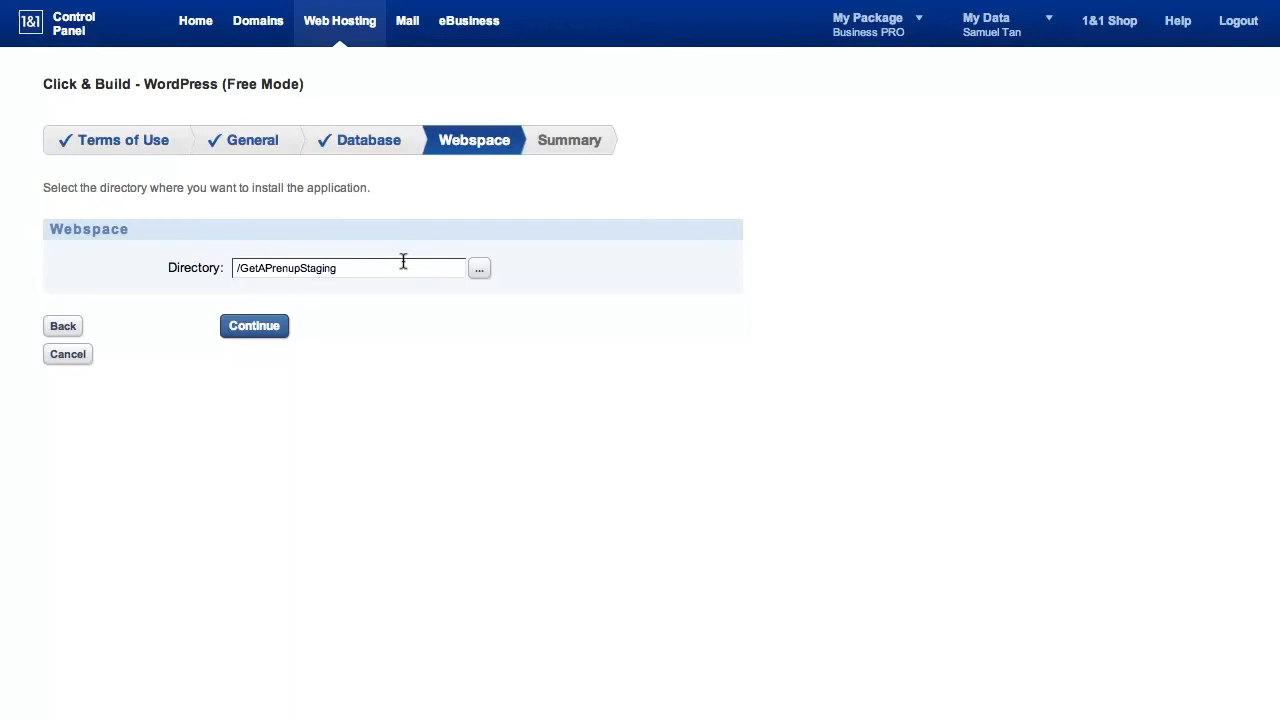 1&1 Control Panel
Home Domains Web Hosting Mail eBusiness
My Package Business PRO
My Data Samuel Tan
1&1 Shop Help Logout
Click & Build - WordPress (Free Mode)
Terms of Use General Database Webspace Summary
Select the directory where you want to install the application.
Webspace
Directory: /GetAPrenupStaging ...
Back Continue
Cancel